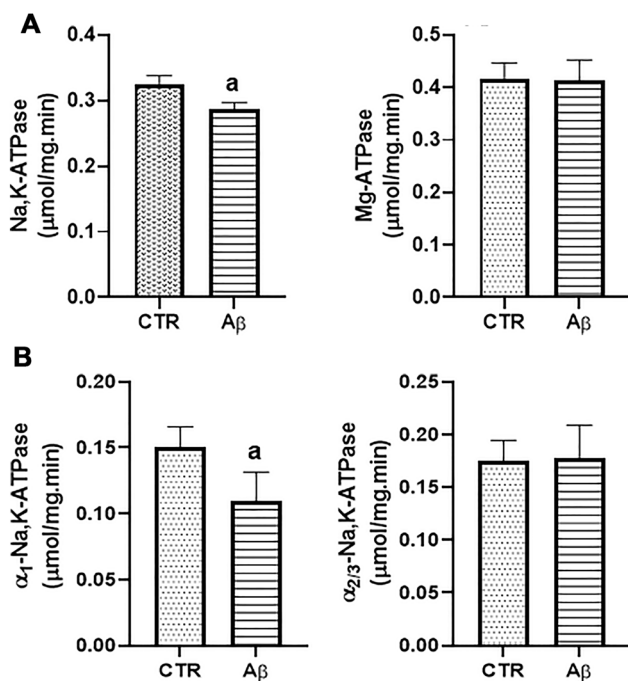 A
Na,K-ATPase
(μmol/mg.min)
0.4
0.3
0.2
0.1
0.0
a
CTR
Aβ
Mg-ATPase
(μmol/mg.min)
0.5
0.4
0.3
0.2
0.1
0.0
CTR
Aβ
B
α1-Na,K-ATPase
(μmol/mg.min)
0.20
0.15
0.10
0.05
0.00
a
CTR
Aβ
α2/3-Na,K-ATPase
(μmol/mg.min)
0.25
0.20
0.15
0.10
0.05
0.00
CTR
Aβ